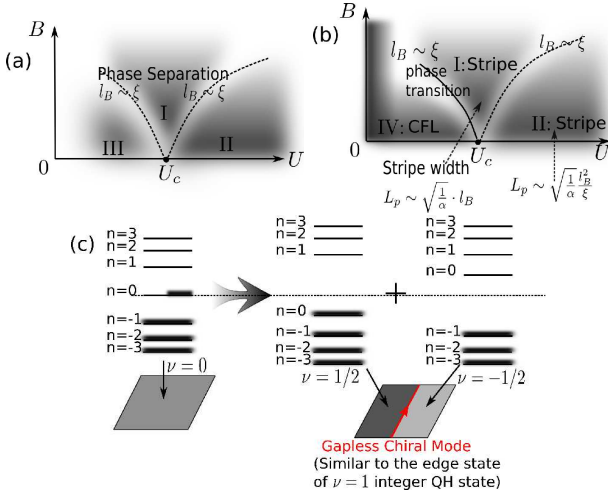 (a)
B
Phase Separation
l_B ~ ξ
l_B ~ ξ
I
III
II
0
U_c
U
(b)
B
l_B ~ ξ
l_B ~ ξ
phase
transition
I: Stripe
IV: CFL
II: Stripe
0
U_c
U
Stripe width
L_p ~ √(1/α) · l_B
L_p ~ √(1/α) l_B^2/ξ
(c)
n=3
n=2
n=1
n=0
n=-1
n=-2
n=-3
ν = 0
n=3
n=2
n=1
+
n=0
n=-1
n=-2
n=-3
ν = 1/2
n=3
n=2
n=1
n=0
n=-1
n=-2
n=-3
ν = -1/2
Gapless Chiral Mode
(Similar to the edge state
of ν = 1 integer QH state)